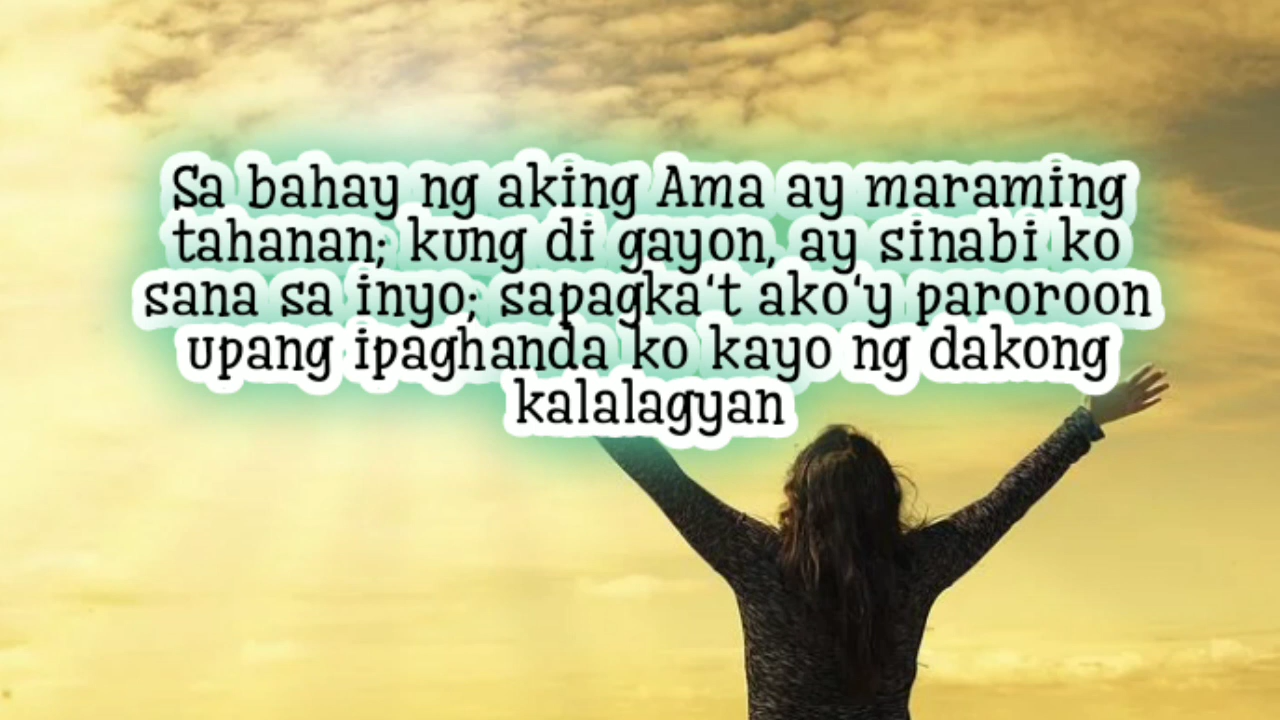 Sa bahay ng aking Ama ay maraming
tahanan; kung di gayon, ay sinabi ko
sana sa inyo; sapagka‘t ako‘y paroroon
upang ipaghanda ko kayo ng dakong
kalalagyan